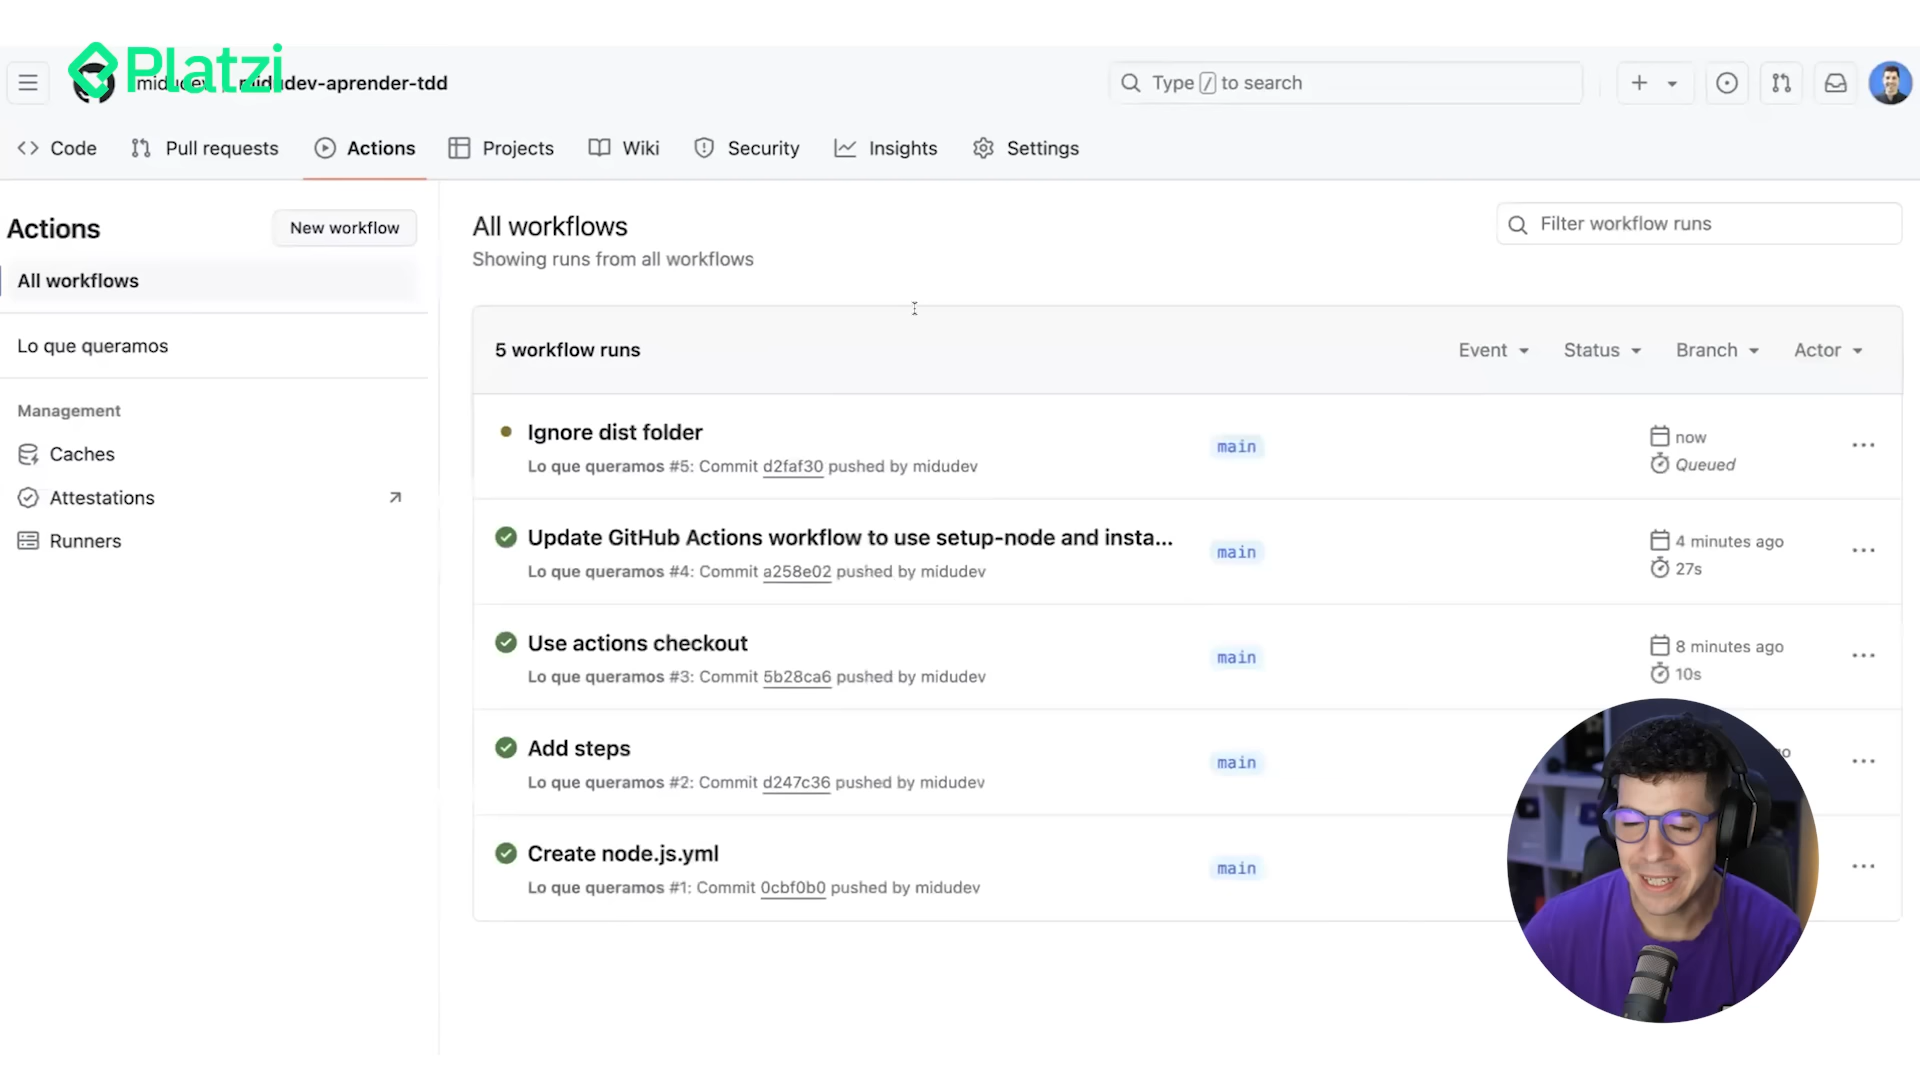 Platzi
midudev-aprender-tdd
Type / to search
Code
Pull requests
Actions
Projects
Wiki
Security
Insights
Settings
Actions
New workflow
All workflows
Lo que queramos
Management
Caches
Attestations
Runners
All workflows
Showing runs from all workflows
Filter workflow runs
5 workflow runs
Event
Status
Branch
Actor
Ignore dist folder
Lo que queramos #5: Commit d2faf30 pushed by midudev
main
now
Queued
Update GitHub Actions workflow to use setup-node and insta...
Lo que queramos #4: Commit a258e02 pushed by midudev
main
4 minutes ago
27s
Use actions checkout
Lo que queramos #3: Commit 5b28ca6 pushed by midudev
main
8 minutes ago
10s
Add steps
Lo que queramos #2: Commit d247c36 pushed by midudev
main
Create node.js.yml
Lo que queramos #1: Commit 0cbf0b0 pushed by midudev
main